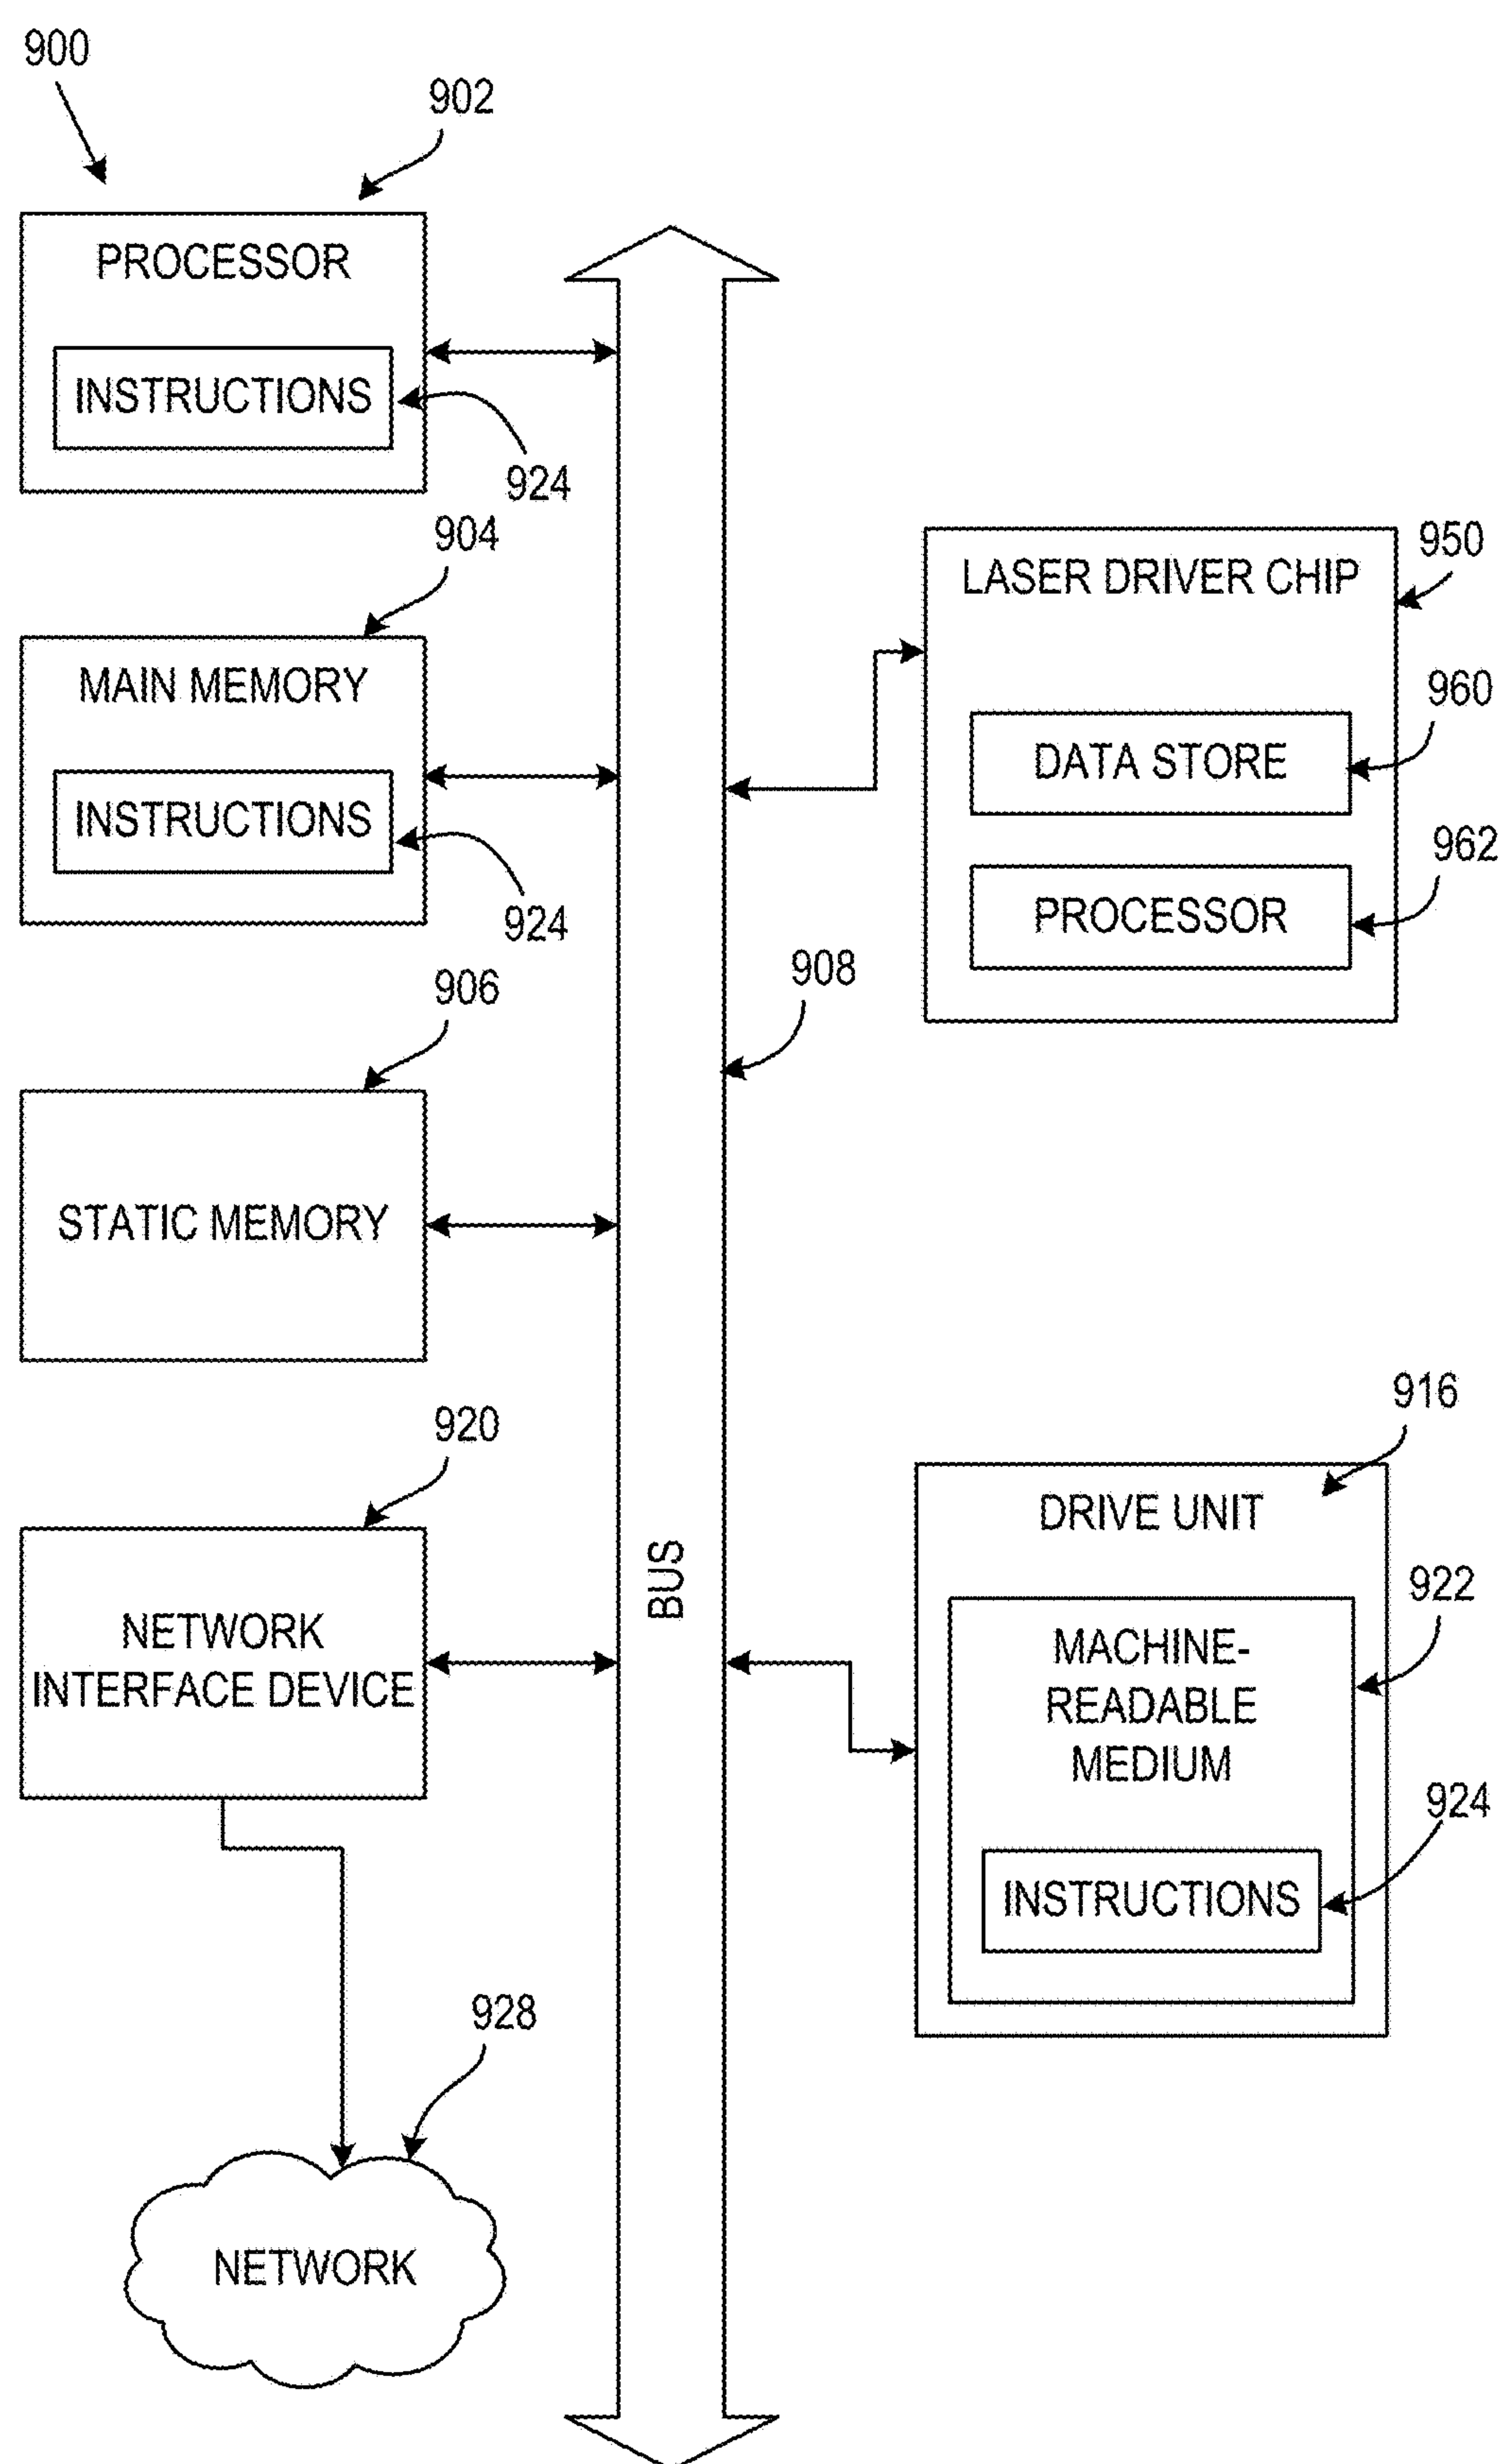 900
902
PROCESSOR
INSTRUCTIONS
924
904
MAIN MEMORY
INSTRUCTIONS
924
906
STATIC MEMORY
920
NETWORK
INTERFACE DEVICE
928
NETWORK
BUS
908
950
LASER DRIVER CHIP
960
DATA STORE
962
PROCESSOR
916
DRIVE UNIT
922
MACHINE-
READABLE
MEDIUM
924
INSTRUCTIONS